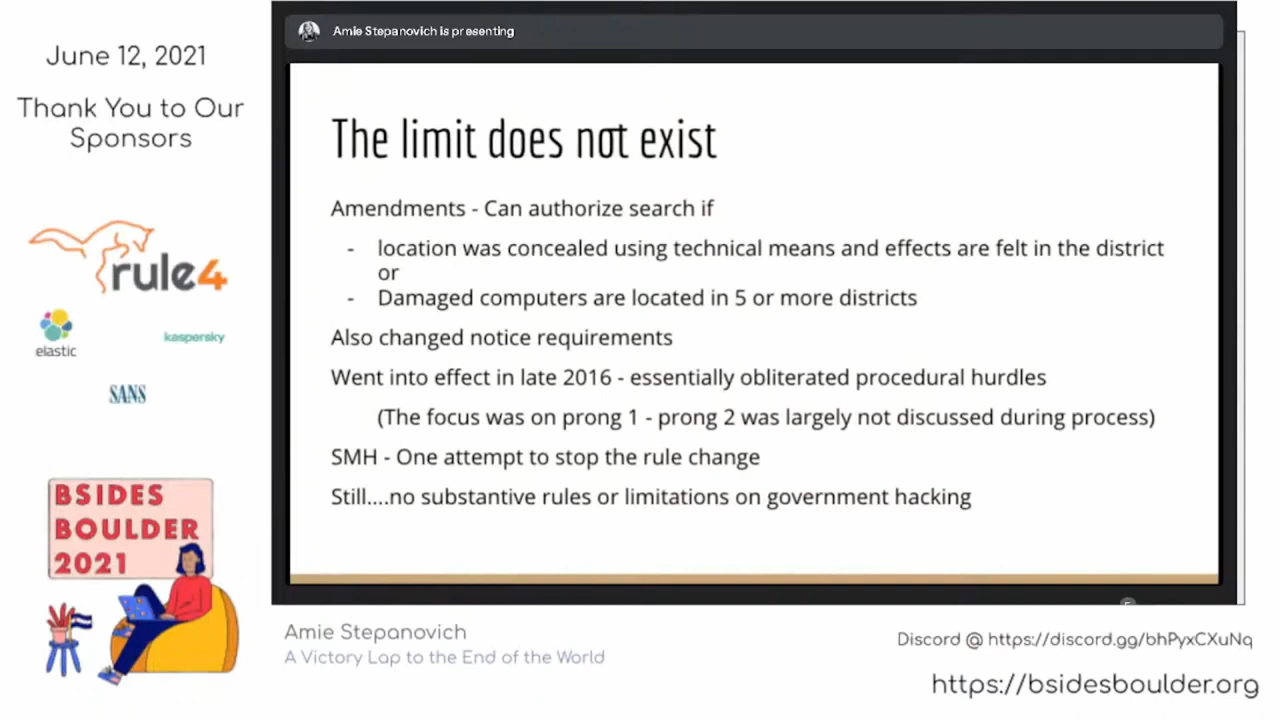 June 12, 2021
Thank You to Our
Sponsors
rule4
elastic
kaspersky
SANS
BSIDES
BOULDER
2021
Amie Stepanovich is presenting
The limit does not exist
Amendments - Can authorize search if
- location was concealed using technical means and effects are felt in the district
or
- Damaged computers are located in 5 or more districts
Also changed notice requirements
Went into effect in late 2016 - essentially obliterated procedural hurdles
(The focus was on prong 1 - prong 2 was largely not discussed during process)
SMH - One attempt to stop the rule change
Still....no substantive rules or limitations on government hacking
Amie Stepanovich
A Victory Lap to the End of the World
Discord @ https://discord.gg/bhPyxCXuNq
https://bsidesboulder.org